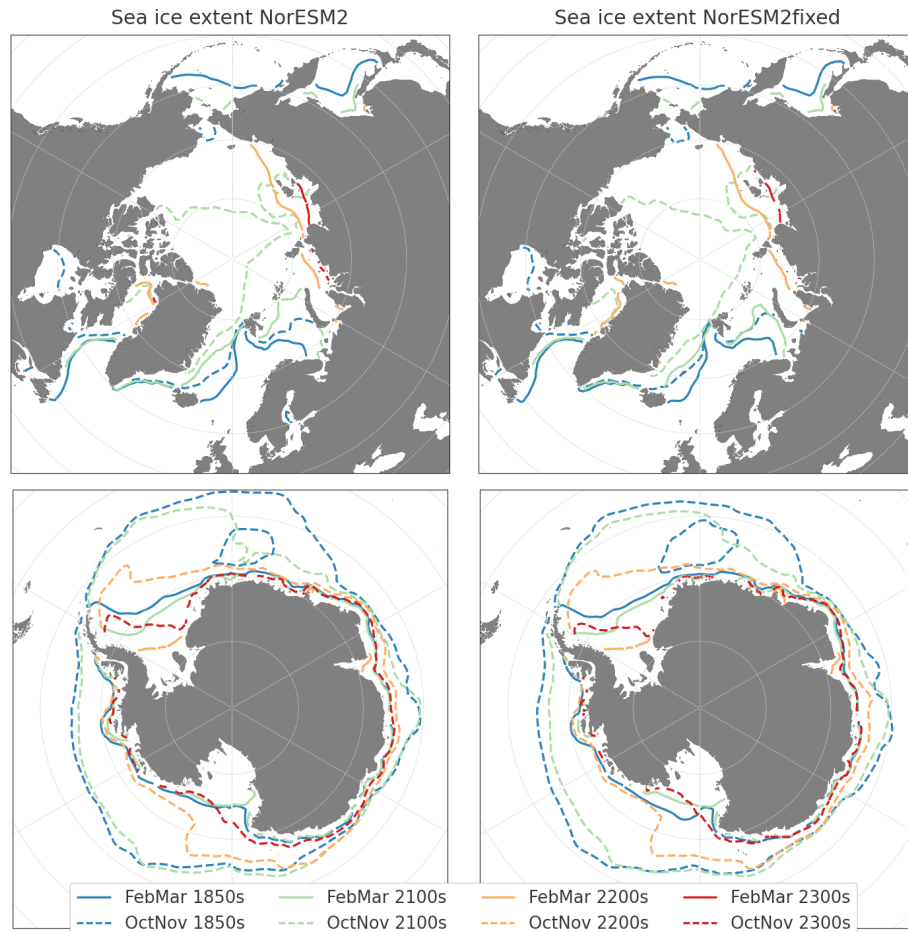 Sea ice extent NorESM2
Sea ice extent NorESM2fixed
FebMar 1850s
FebMar 2100s
FebMar 2200s
FebMar 2300s
OctNov 1850s
OctNov 2100s
OctNov 2200s
OctNov 2300s